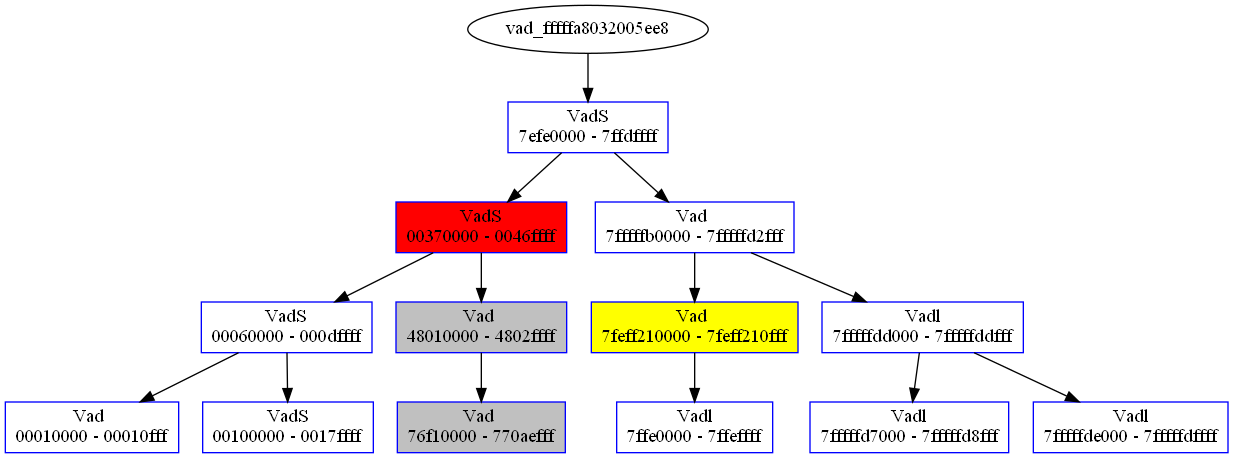 vad_fffffa8032005ee8
VadS
7efe0000 - 7ffdffff
VadS
00370000 - 0046ffff
Vad
7fffffb0000 - 7fffffd2fff
VadS
00060000 - 000dffff
Vad
48010000 - 4802ffff
Vad
7feff210000 - 7feff210fff
Vadl
7fffffdd000 - 7fffffddfff
Vad
00010000 - 00010fff
VadS
00100000 - 0017ffff
Vad
76f10000 - 770aefff
Vadl
7ffe0000 - 7ffeffff
Vadl
7fffffd7000 - 7fffffd8fff
Vadl
7fffffde000 - 7fffffdffff